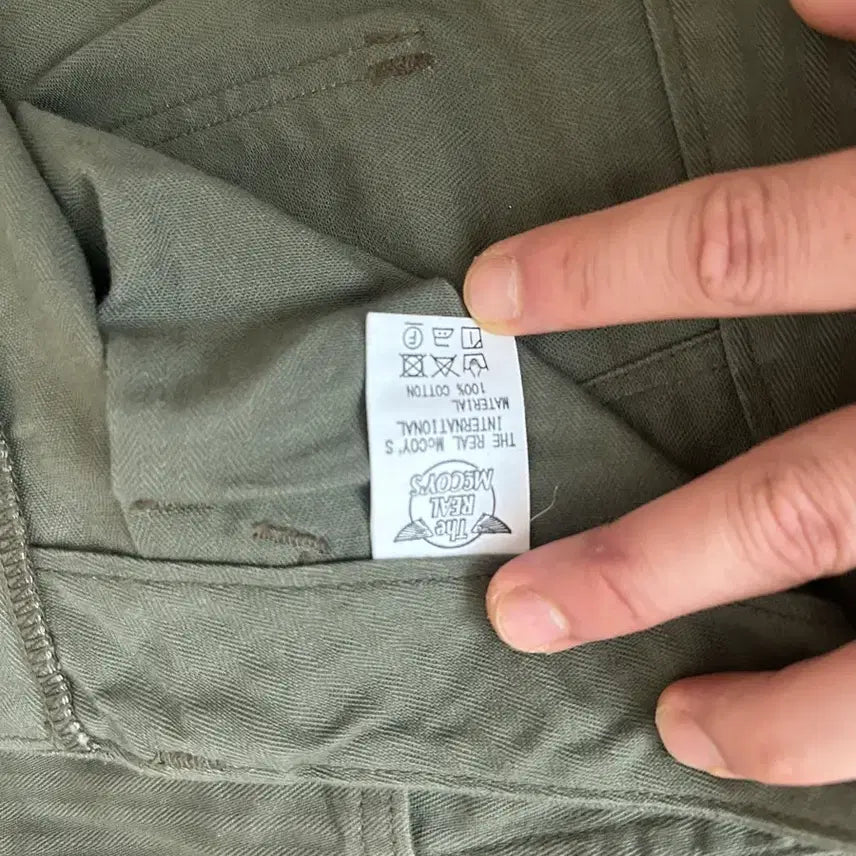 The
REAL
McCOY'S
THE REAL McCOY'S
INTERNATIONAL
MATERIAL
100% COTTON
F